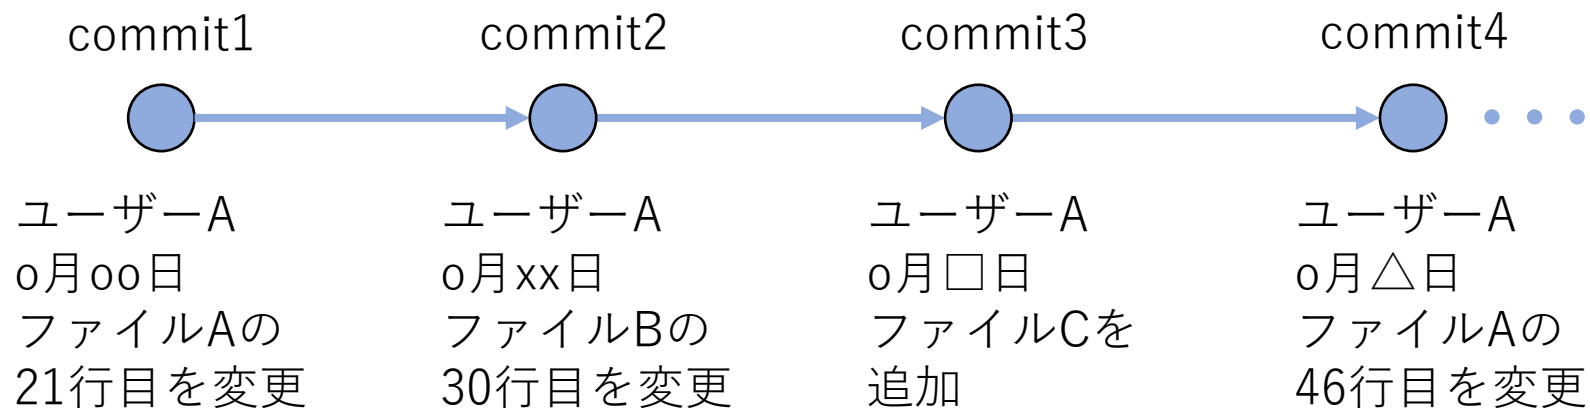 commit1
commit2
commit3
commit4
ユーザーA
o月oo日
ファイルAの
21行目を変更
ユーザーA
o月xx日
ファイルBの
30行目を変更
ユーザーA
o月□日
ファイルCを
追加
ユーザーA
o月△日
ファイルAの
46行目を変更